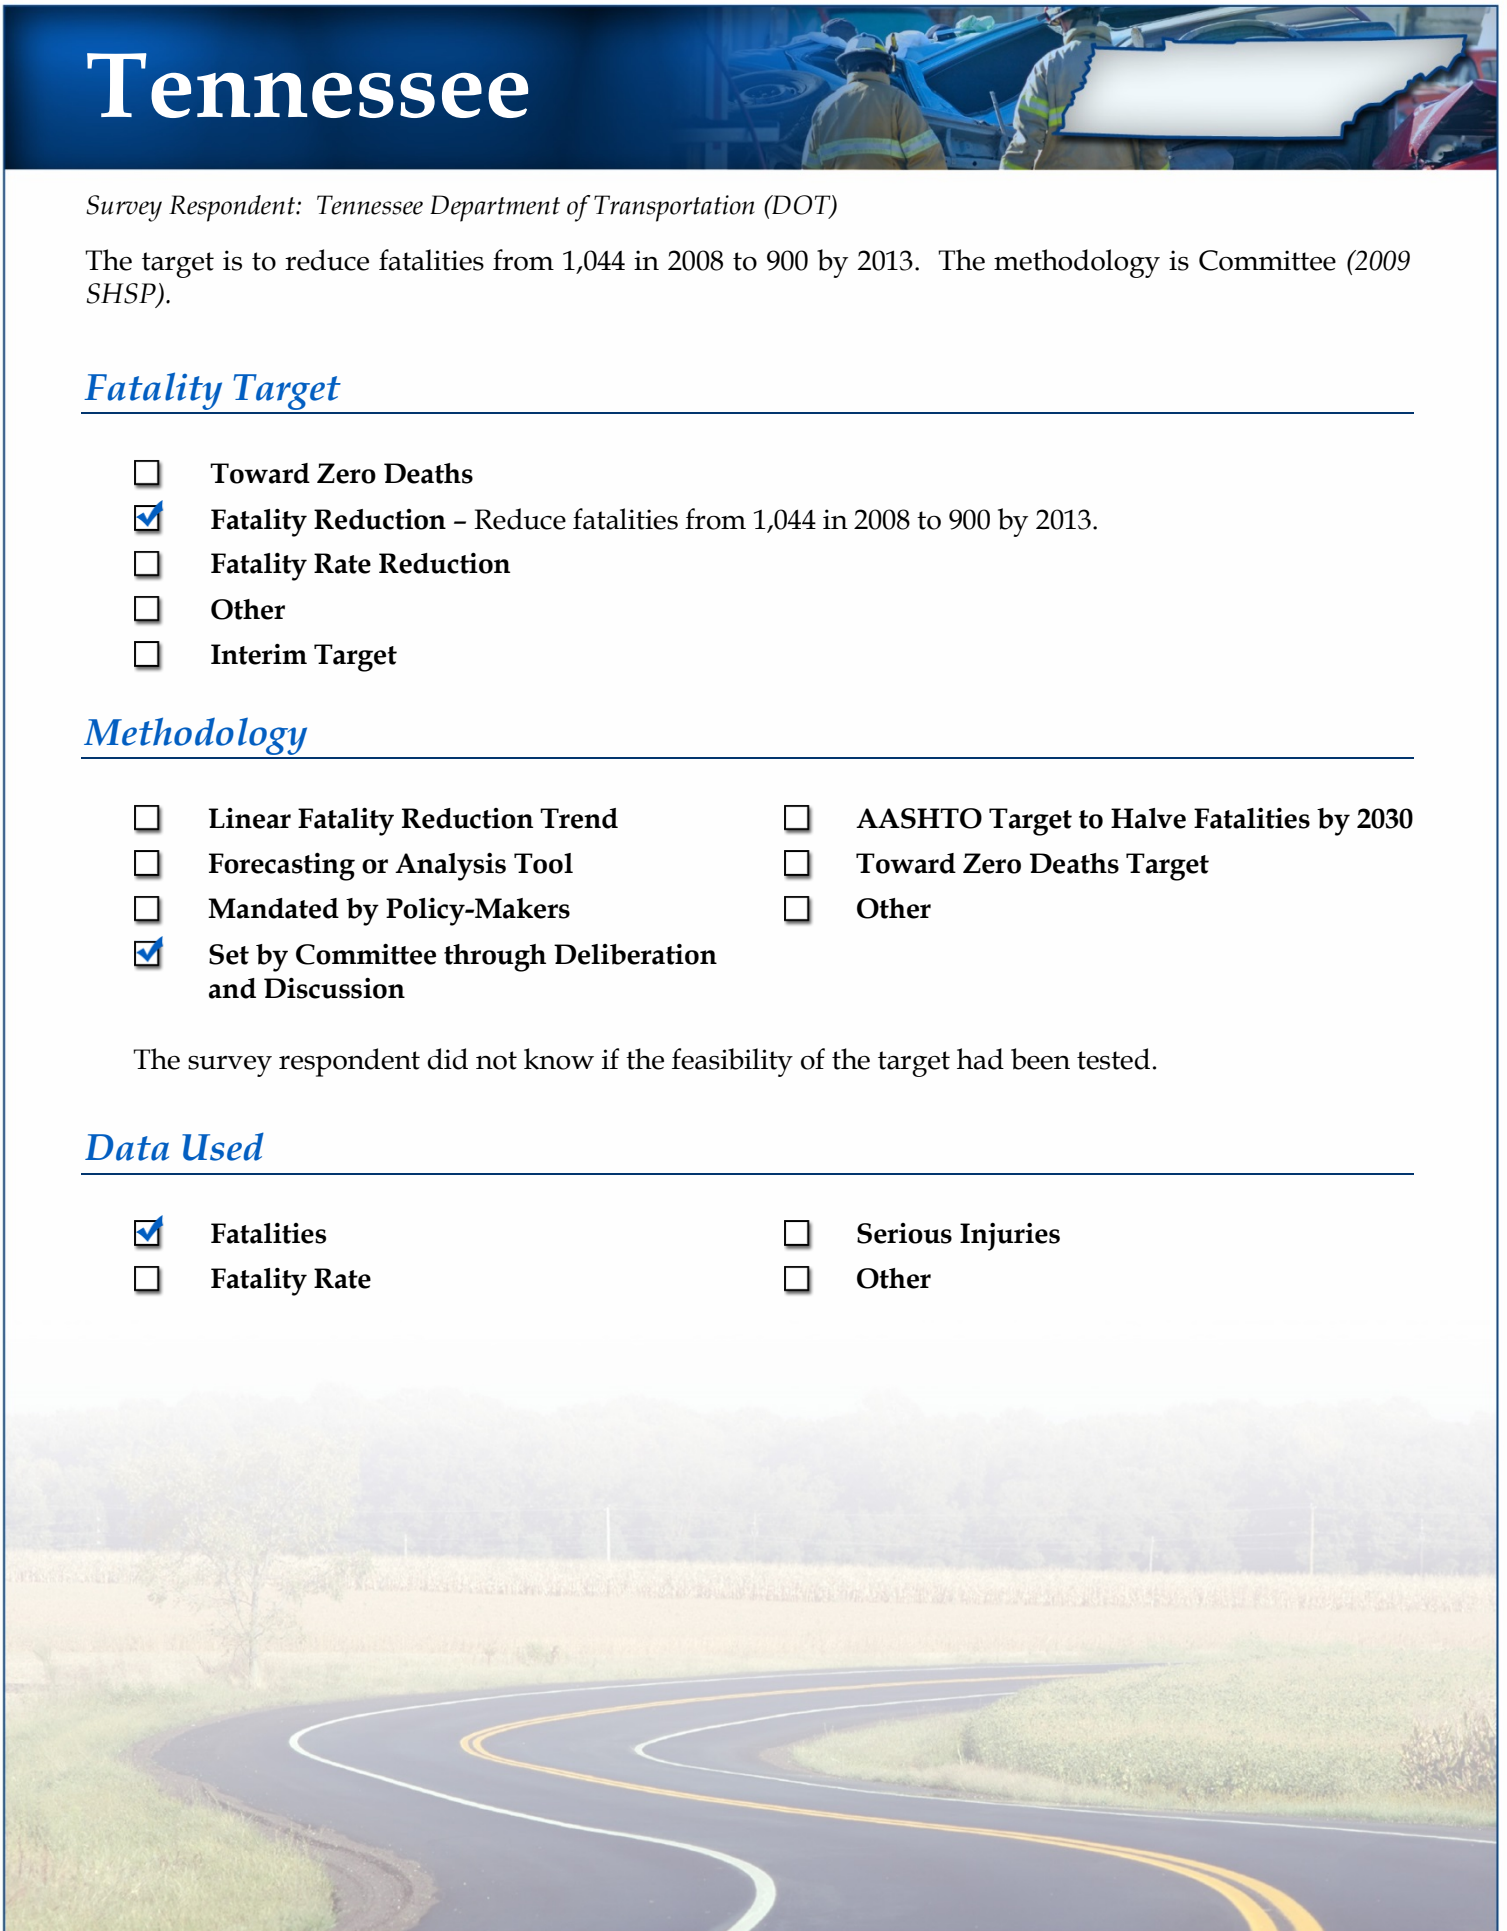 Tennessee
Survey Respondent: Tennessee Department of Transportation (DOT)
The target is to reduce fatalities from 1,044 in 2008 to 900 by 2013. The methodology is Committee (2009
SHSP).
Fatality Target
Toward Zero Deaths
Fatality Reduction – Reduce fatalities from 1,044 in 2008 to 900 by 2013.
Fatality Rate Reduction
Other
Interim Target
Methodology
Linear Fatality Reduction Trend
Forecasting or Analysis Tool
Mandated by Policy-Makers
Set by Committee through Deliberation
and Discussion
AASHTO Target to Halve Fatalities by 2030
Toward Zero Deaths Target
Other
The survey respondent did not know if the feasibility of the target had been tested.
Data Used
Fatalities
Fatality Rate
Serious Injuries
Other